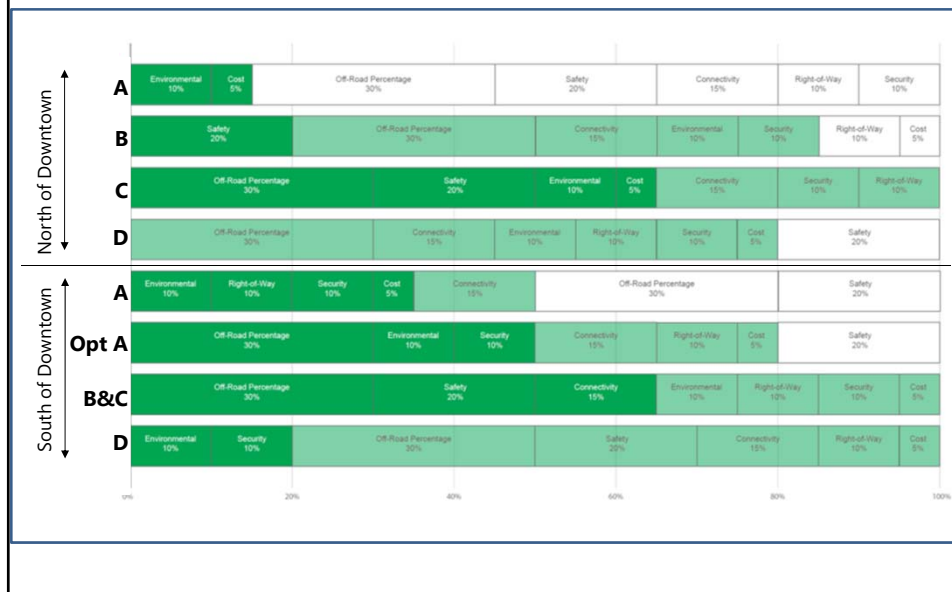 North of Downtown
A
Environmental 10% Cost 5% Off-Road Percentage 30% Safety 20% Connectivity 15% Right-of-Way 10% Security 10%
B
Safety 20% Off-Road Percentage 30% Connectivity 15% Environmental 10% Security 10% Right-of-Way 10% Cost 5%
C
Off-Road Percentage 30% Safety 20% Environmental 10% Cost 5% Connectivity 15% Security 10% Right-of-Way 10%
D
Off-Road Percentage 30% Connectivity 15% Environmental 10% Right-of-Way 10% Security 10% Cost 5% Safety 20%
South of Downtown
A
Environmental 10% Right-of-Way 10% Security 10% Cost 5% Connectivity 15% Off-Road Percentage 30% Safety 20%
Opt A
Off-Road Percentage 30% Environmental 10% Security 10% Connectivity 15% Right-of-Way 10% Cost 5% Safety 20%
B&C
Off-Road Percentage 30% Safety 20% Connectivity 15% Environmental 10% Right-of-Way 10% Security 10% Cost 5%
D
Environmental 10% Security 10% Off-Road Percentage 30% Safety 20% Connectivity 15% Right-of-Way 10% Cost 5%
20% 40% 60% 80% 100%